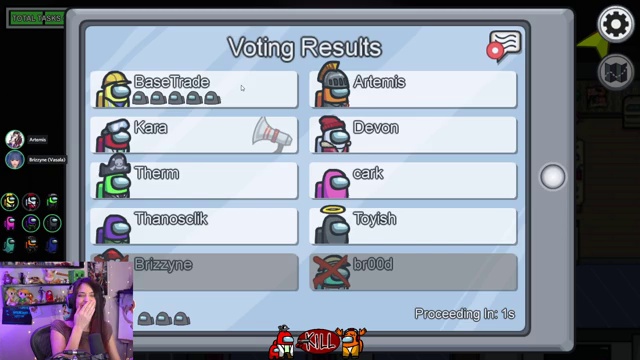 TOTAL TASKS
Voting Results
BaseTrade
Artemis
Kara
Devon
Therm
cark
Thanosclik
Toyish
Brizzyne
br00d
Proceeding In: 1s
Artemis
Brizzyne (Vasala)
KILL